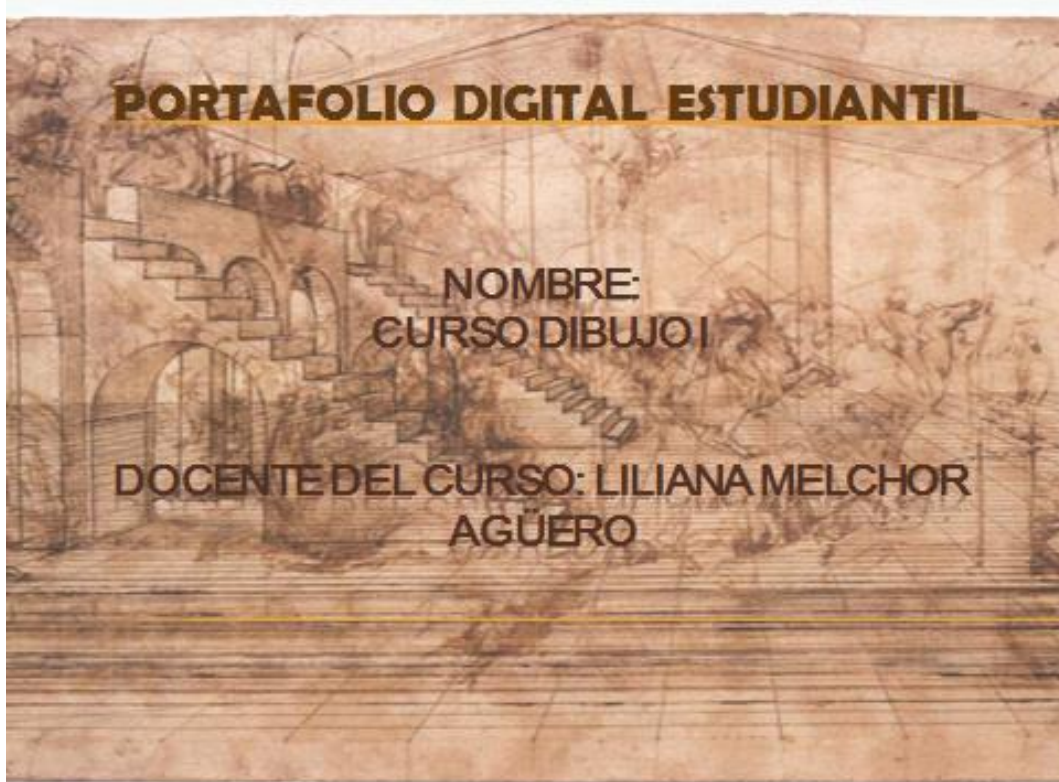 PORTAFOLIO DIGITAL ESTUDIANTIL
NOMBRE:
CURSO DIBUJO I
DOCENTE DEL CURSO: LILIANA MELCHOR
AGÜERO